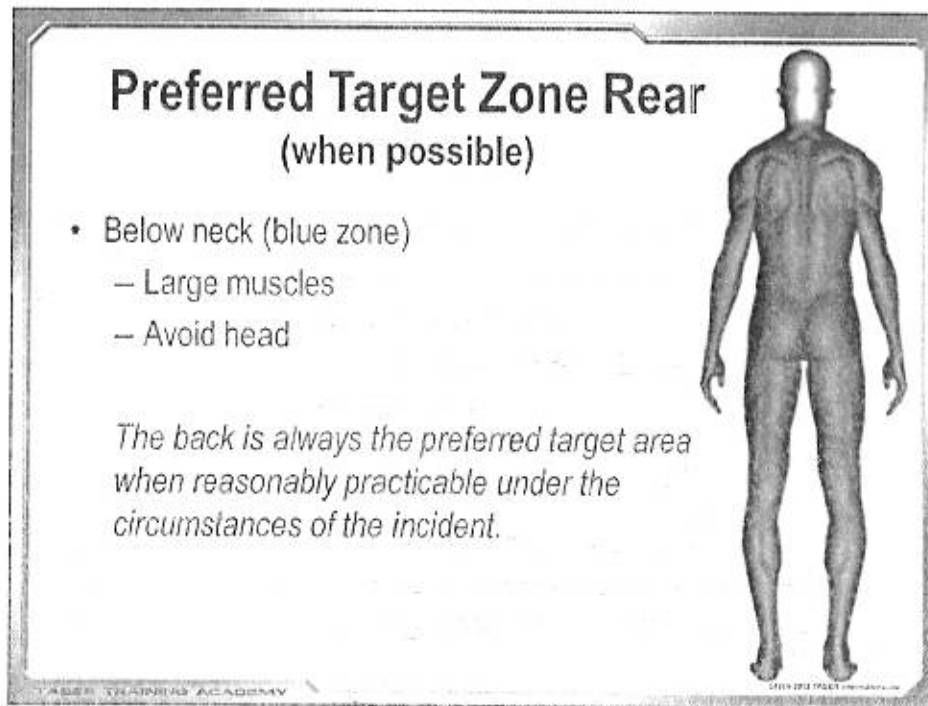 Preferred Target Zone Rear
(when possible)
• Below neck (blue zone)
– Large muscles
– Avoid head
The back is always the preferred target area
when reasonably practicable under the
circumstances of the incident.
TASER TRAINING ACADEMY